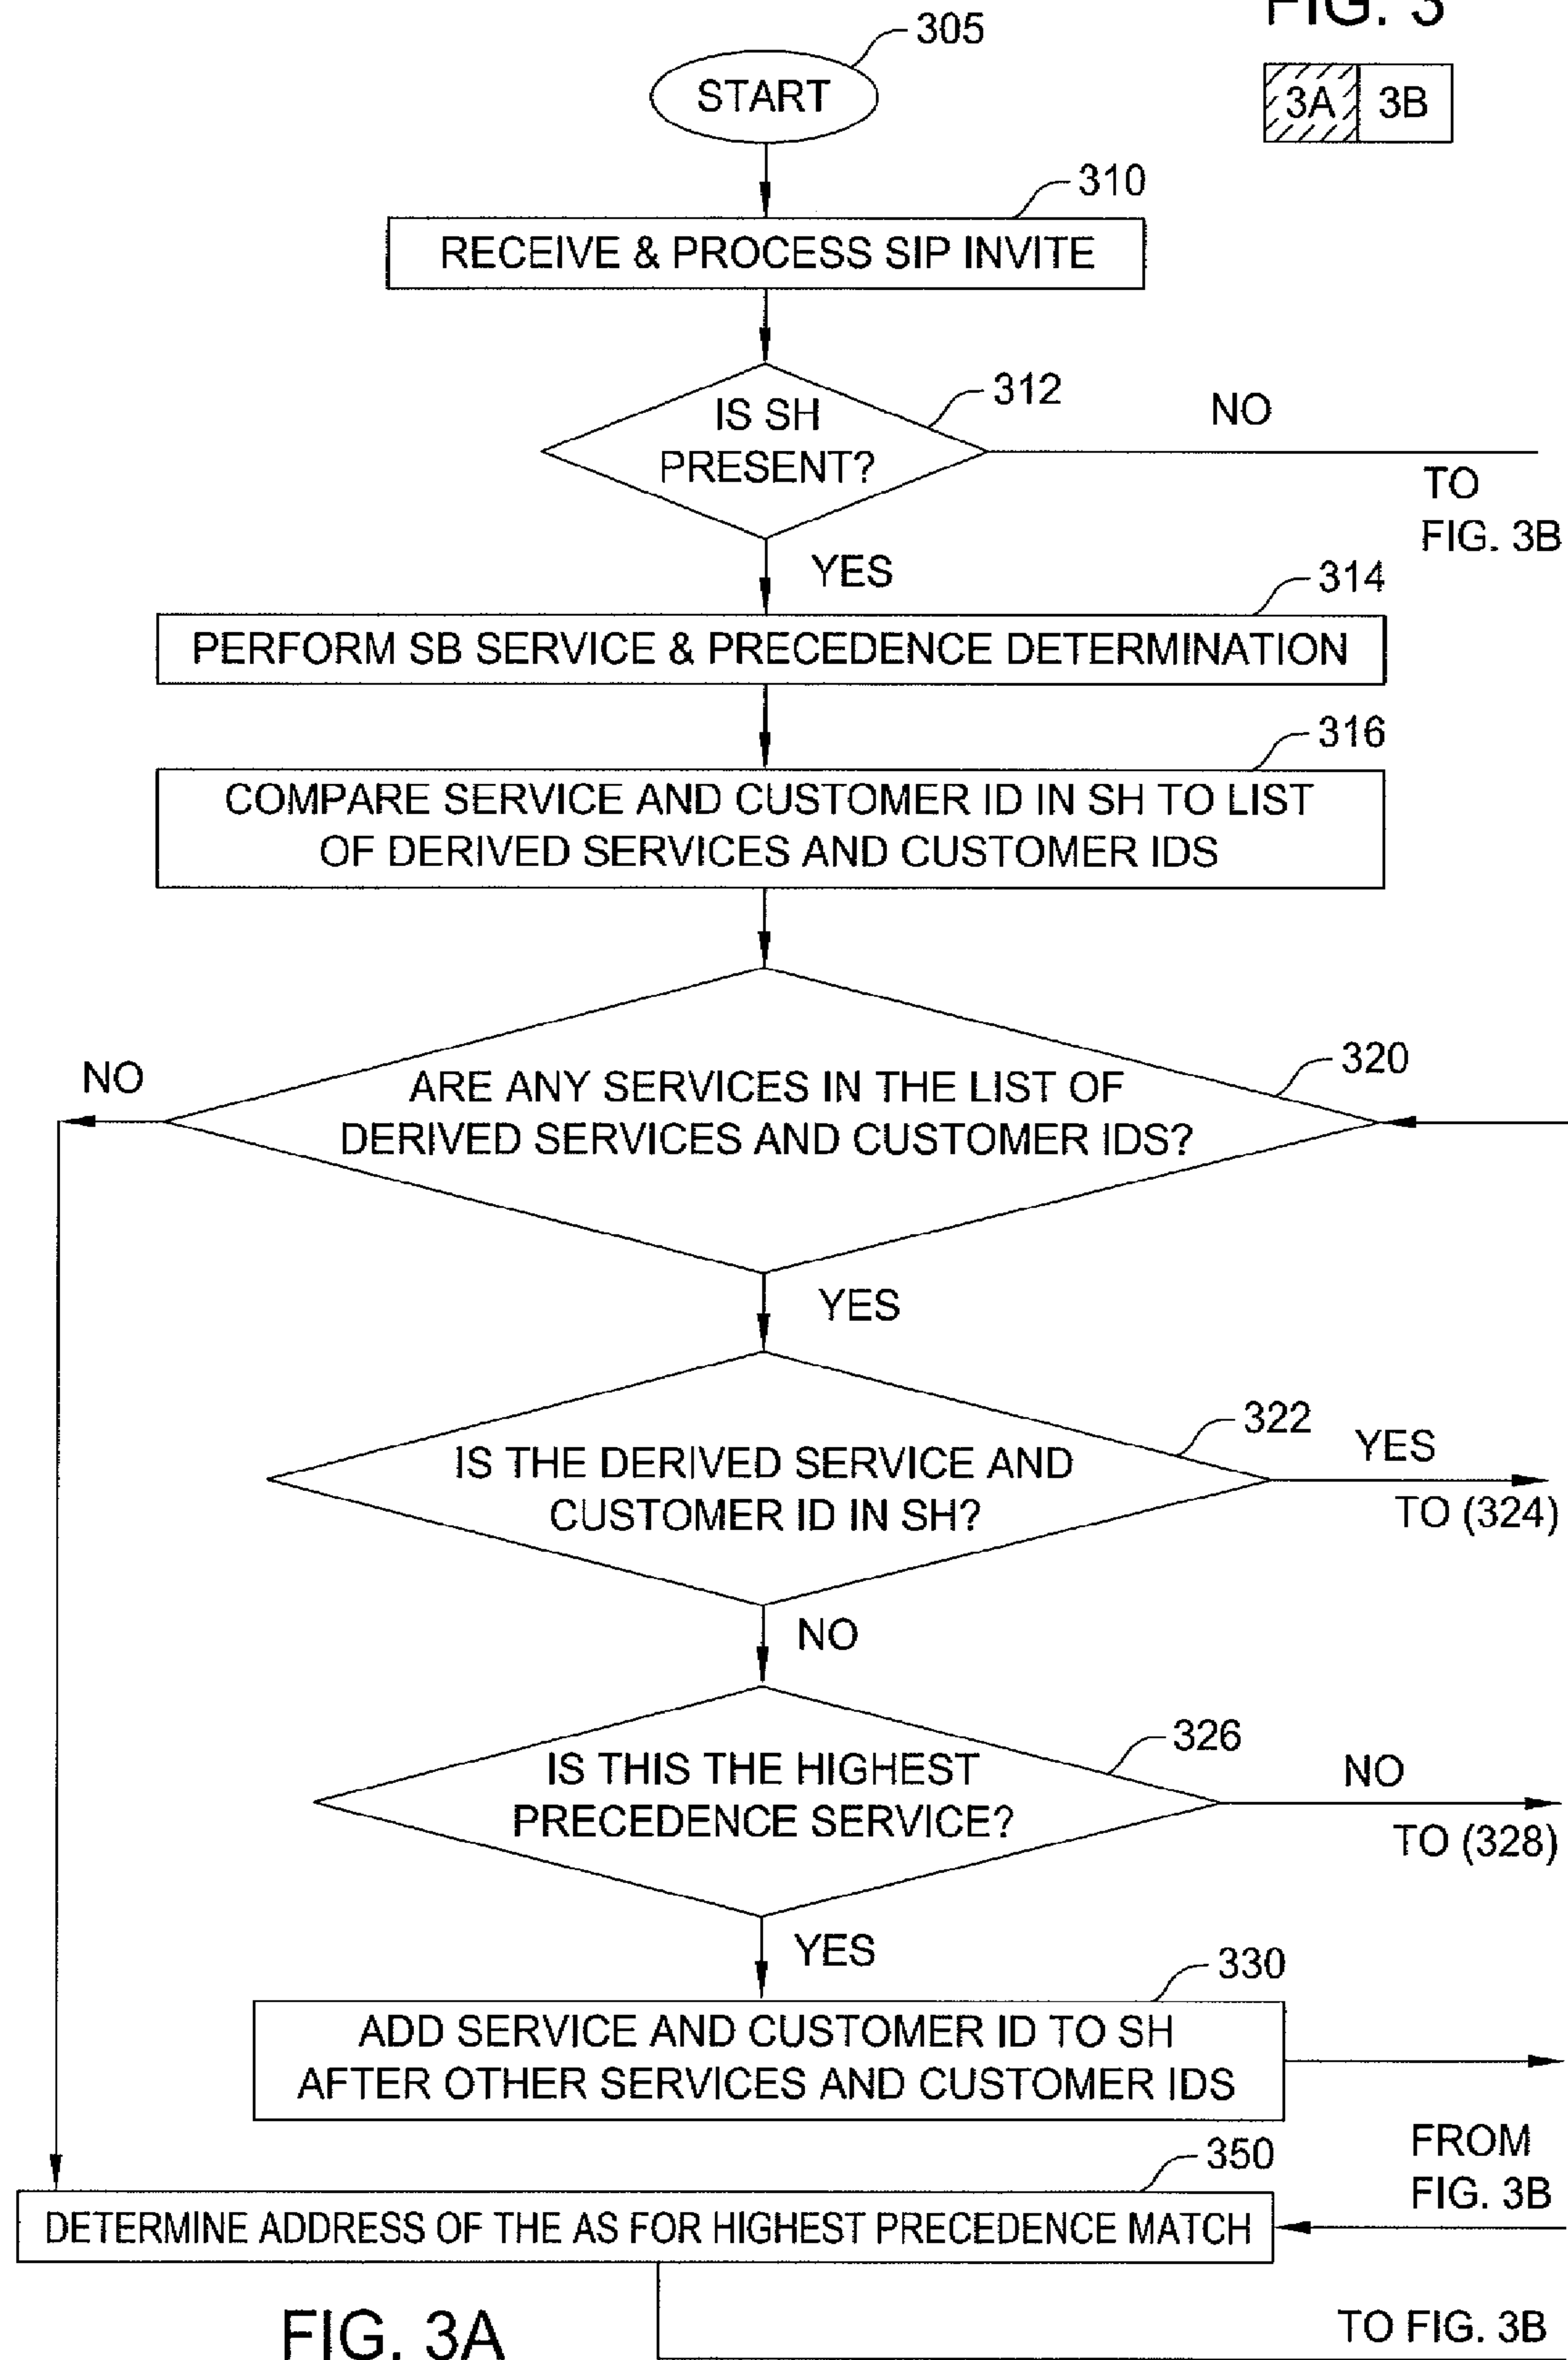 FIG. 3
305
START
3A 3B
310
RECEIVE & PROCESS SIP INVITE
312
IS SH
PRESENT?
NO
TO
FIG. 3B
YES
314
PERFORM SB SERVICE & PRECEDENCE DETERMINATION
316
COMPARE SERVICE AND CUSTOMER ID IN SH TO LIST
OF DERIVED SERVICES AND CUSTOMER IDS
NO
320
ARE ANY SERVICES IN THE LIST OF
DERIVED SERVICES AND CUSTOMER IDS?
YES
322
IS THE DERIVED SERVICE AND
CUSTOMER ID IN SH?
YES
TO (324)
NO
326
IS THIS THE HIGHEST
PRECEDENCE SERVICE?
NO
TO (328)
YES
330
ADD SERVICE AND CUSTOMER ID TO SH
AFTER OTHER SERVICES AND CUSTOMER IDS
FROM
FIG. 3B
350
DETERMINE ADDRESS OF THE AS FOR HIGHEST PRECEDENCE MATCH
TO FIG. 3B
FIG. 3A